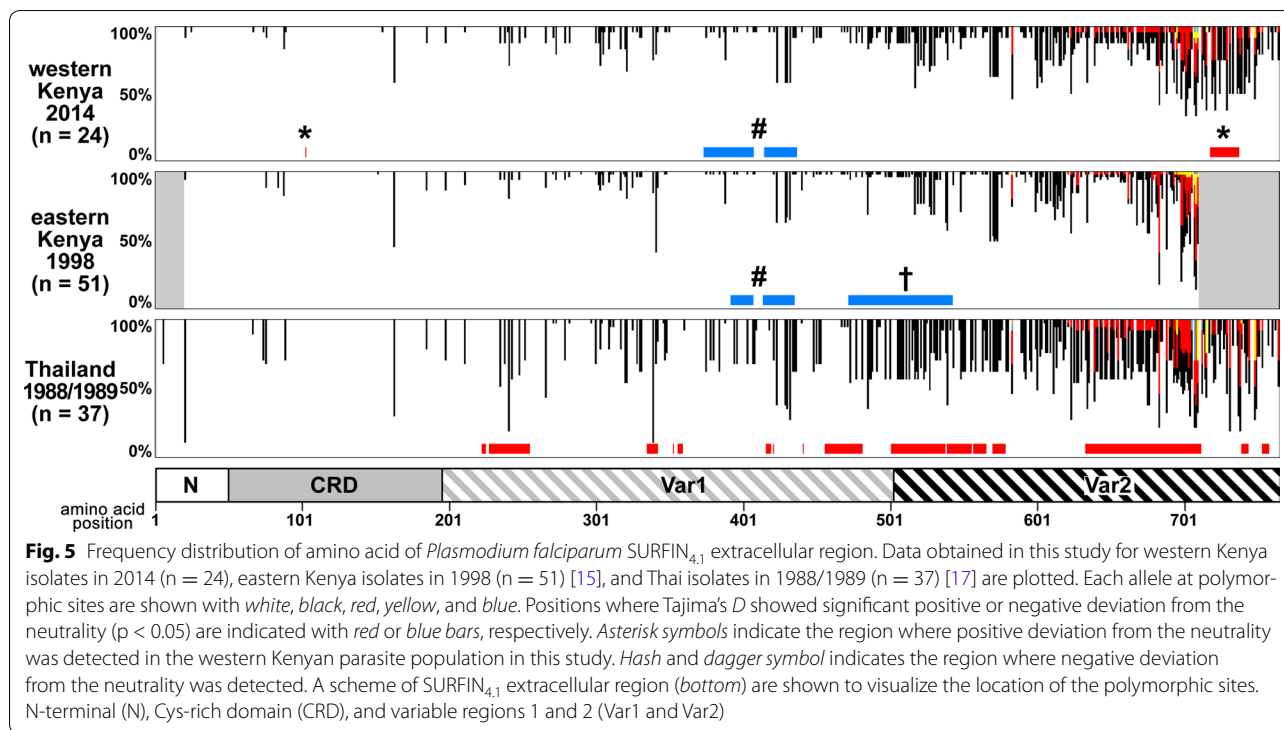 100%
western
Kenya
2014
(n = 24)
50%
0%
*
#
*
100%
eastern
Kenya
1998
(n = 51)
50%
0%
#
†
100%
Thailand
1988/1989
(n = 37)
50%
0%
N CRD Var1 Var2
amino acid
position
1 101 201 301 401 501 601 701
Fig. 5 Frequency distribution of amino acid of Plasmodium falciparum SURFIN4.1 extracellular region. Data obtained in this study for western Kenya
isolates in 2014 (n = 24), eastern Kenya isolates in 1998 (n = 51) [15], and Thai isolates in 1988/1989 (n = 37) [17] are plotted. Each allele at polymor-
phic sites are shown with white, black, red, yellow, and blue. Positions where Tajima's D showed significant positive or negative deviation from the
neutrality (p < 0.05) are indicated with red or blue bars, respectively. Asterisk symbols indicate the region where positive deviation from the neutrality
was detected in the western Kenyan parasite population in this study. Hash and dagger symbol indicates the region where negative deviation
from the neutrality was detected. A scheme of SURFIN4.1 extracellular region (bottom) are shown to visualize the location of the polymorphic sites.
N-terminal (N), Cys-rich domain (CRD), and variable regions 1 and 2 (Var1 and Var2)